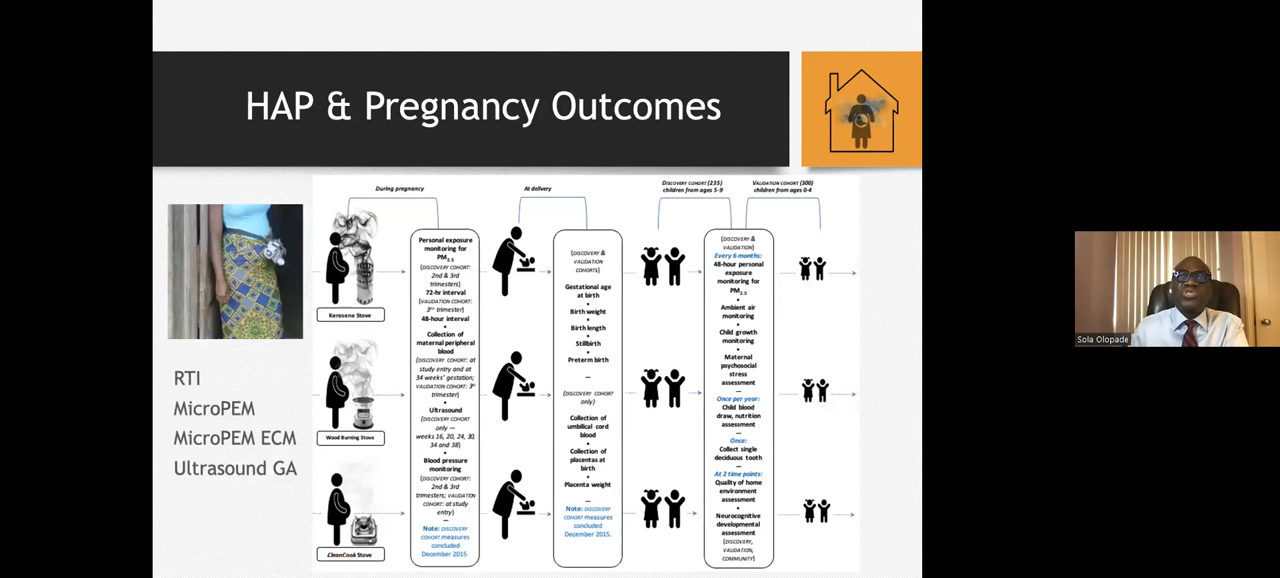 HAP & Pregnancy Outcomes
During pregnancy
At delivery
DISCOVERY COHORT (235)
children from ages 5-9
VALIDATION COHORT (300)
children from ages 0-4
Kerosene Stove
Wood Burning Stove
CleanCook Stove
Personal exposure
monitoring for
PM2.5
(DISCOVERY COHORT:
2nd & 3rd
trimesters)
72-hr interval
(VALIDATION COHORT:
3rd trimester)
48-hour interval
•
Collection of
maternal peripheral
blood
(DISCOVERY COHORT: at
study entry and at
34 weeks' gestation;
VALIDATION COHORT: 3rd
trimester)
•
Ultrasound
(DISCOVERY COHORT
only —
weeks 16, 20, 24, 30,
34 and 38)
•
Blood pressure
monitoring
(DISCOVERY COHORT:
2nd & 3rd
trimesters; VALIDATION
COHORT: at study
entry)
—
Note: DISCOVERY
COHORT measures
concluded
December 2015.
(DISCOVERY &
VALIDATION
COHORTS)
Gestational age
at birth
•
Birth weight
•
Birth length
•
Stillbirth
•
Preterm birth
—
(DISCOVERY COHORT
only)
Collection of
umbilical cord
blood
•
Collection of
placentas at
birth
•
Placenta weight
—
Note: DISCOVERY
COHORT measures
concluded
December 2015.
(DISCOVERY &
VALIDATION)
Every 6 months:
48-hour personal
exposure
monitoring for
PM2.5
•
Ambient air
monitoring
•
Child growth
monitoring
•
Maternal
psychosocial
stress
assessment
—
Once per year:
Child blood
draw, nutrition
assessment
—
Once:
Collect single
deciduous tooth
—
At 2 time points:
Quality of home
environment
assessment
•
Neurocognitive
developmental
assessment
(DISCOVERY,
VALIDATION,
COMMUNITY)
RTI
MicroPEM
MicroPEM ECM
Ultrasound GA
Sola Olopade